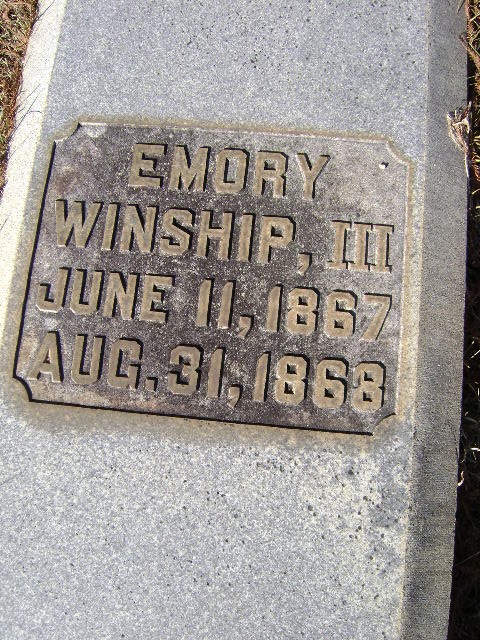 EMORY
WINSHIP, III
JUNE 11, 1867
AUG. 31, 1868